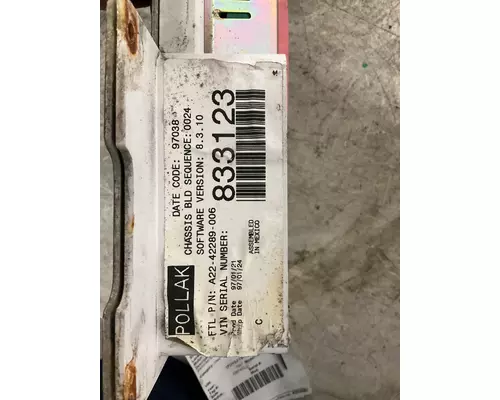 POLLAK
DATE CODE: 97038
CHASSIS BLD SEQUENCE: 0024
SOFTWARE VERSION: 8.3.10
FTL P/N: A22-42289-006
VIN SERIAL NUMBER:
833123
Prod Date 97/01/21
Ship Date 97/01/24
ASSEMBLED
IN MEXICO
C